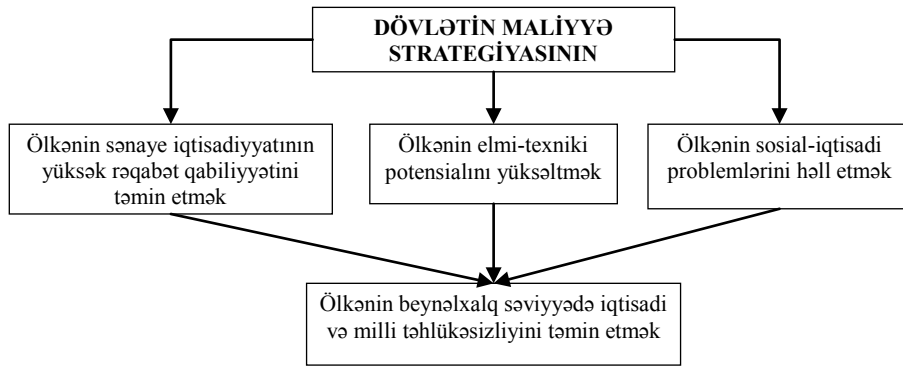 DÖVLƏTİN MALİYYƏ
STRATEGİYASININ
Ölkənin sənaye iqtisadiyyatının
yüksək rəqabət qabiliyyətini
təmin etmək
Ölkənin elmi-texniki
potensialını yüksəltmək
Ölkənin sosial-iqtisadi
problemlərini həll etmək
Ölkənin beynəlxalq səviyyədə iqtisadi
və milli təhlükəsizliyini təmin etmək